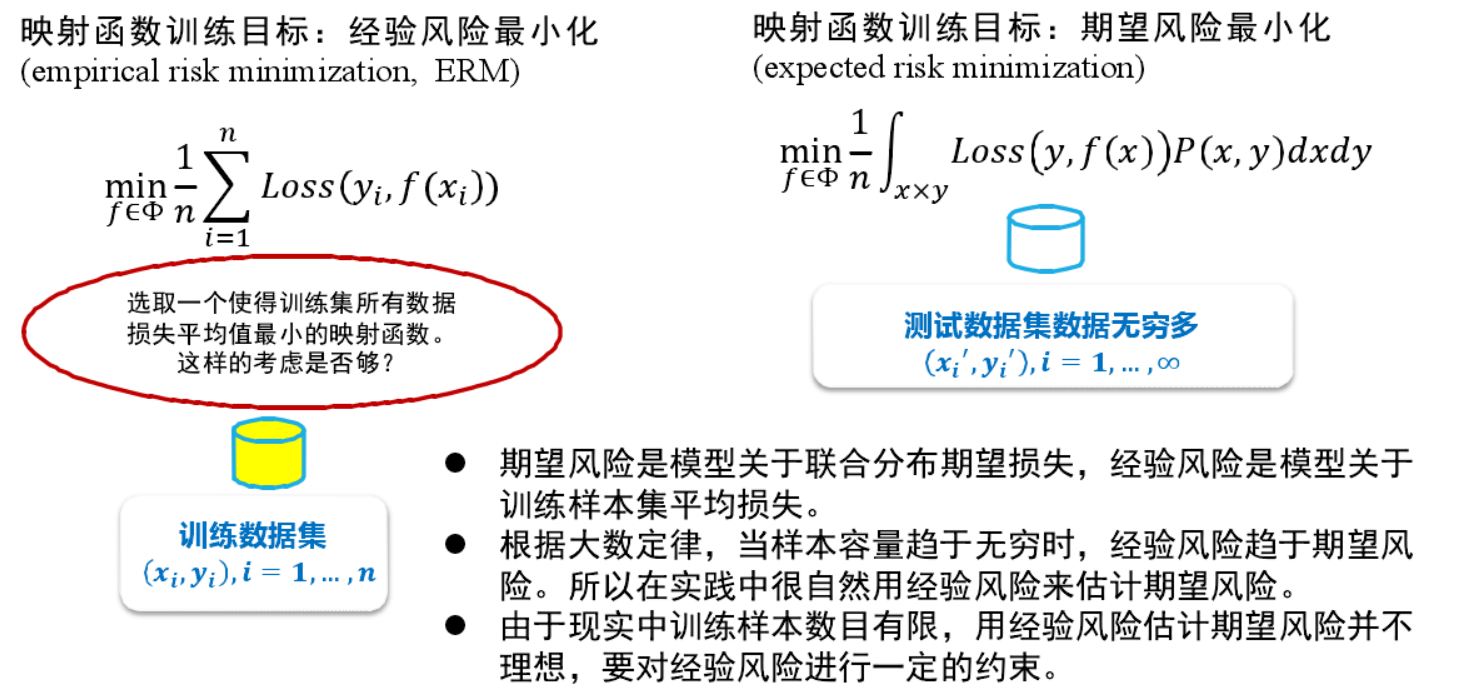 映射函数训练目标：经验风险最小化
(empirical risk minimization, ERM)
min f∈Φ 1/n ∑ i=1 n Loss(y_i, f(x_i))
选取一个使得训练集所有数据
损失平均值最小的映射函数。
这样的考虑是否够？
训练数据集
(x_i, y_i), i = 1, … , n
映射函数训练目标：期望风险最小化
(expected risk minimization)
min f∈Φ 1/n ∫ x×y Loss(y, f(x))P(x, y)dxdy
测试数据集数据无穷多
(x_i′, y_i′), i = 1, … , ∞
● 期望风险是模型关于联合分布期望损失，经验风险是模型关于
训练样本集平均损失。
● 根据大数定律，当样本容量趋于无穷时，经验风险趋于期望风
险。所以在实践中很自然用经验风险来估计期望风险。
● 由于现实中训练样本数目有限，用经验风险估计期望风险并不
理想，要对经验风险进行一定的约束。